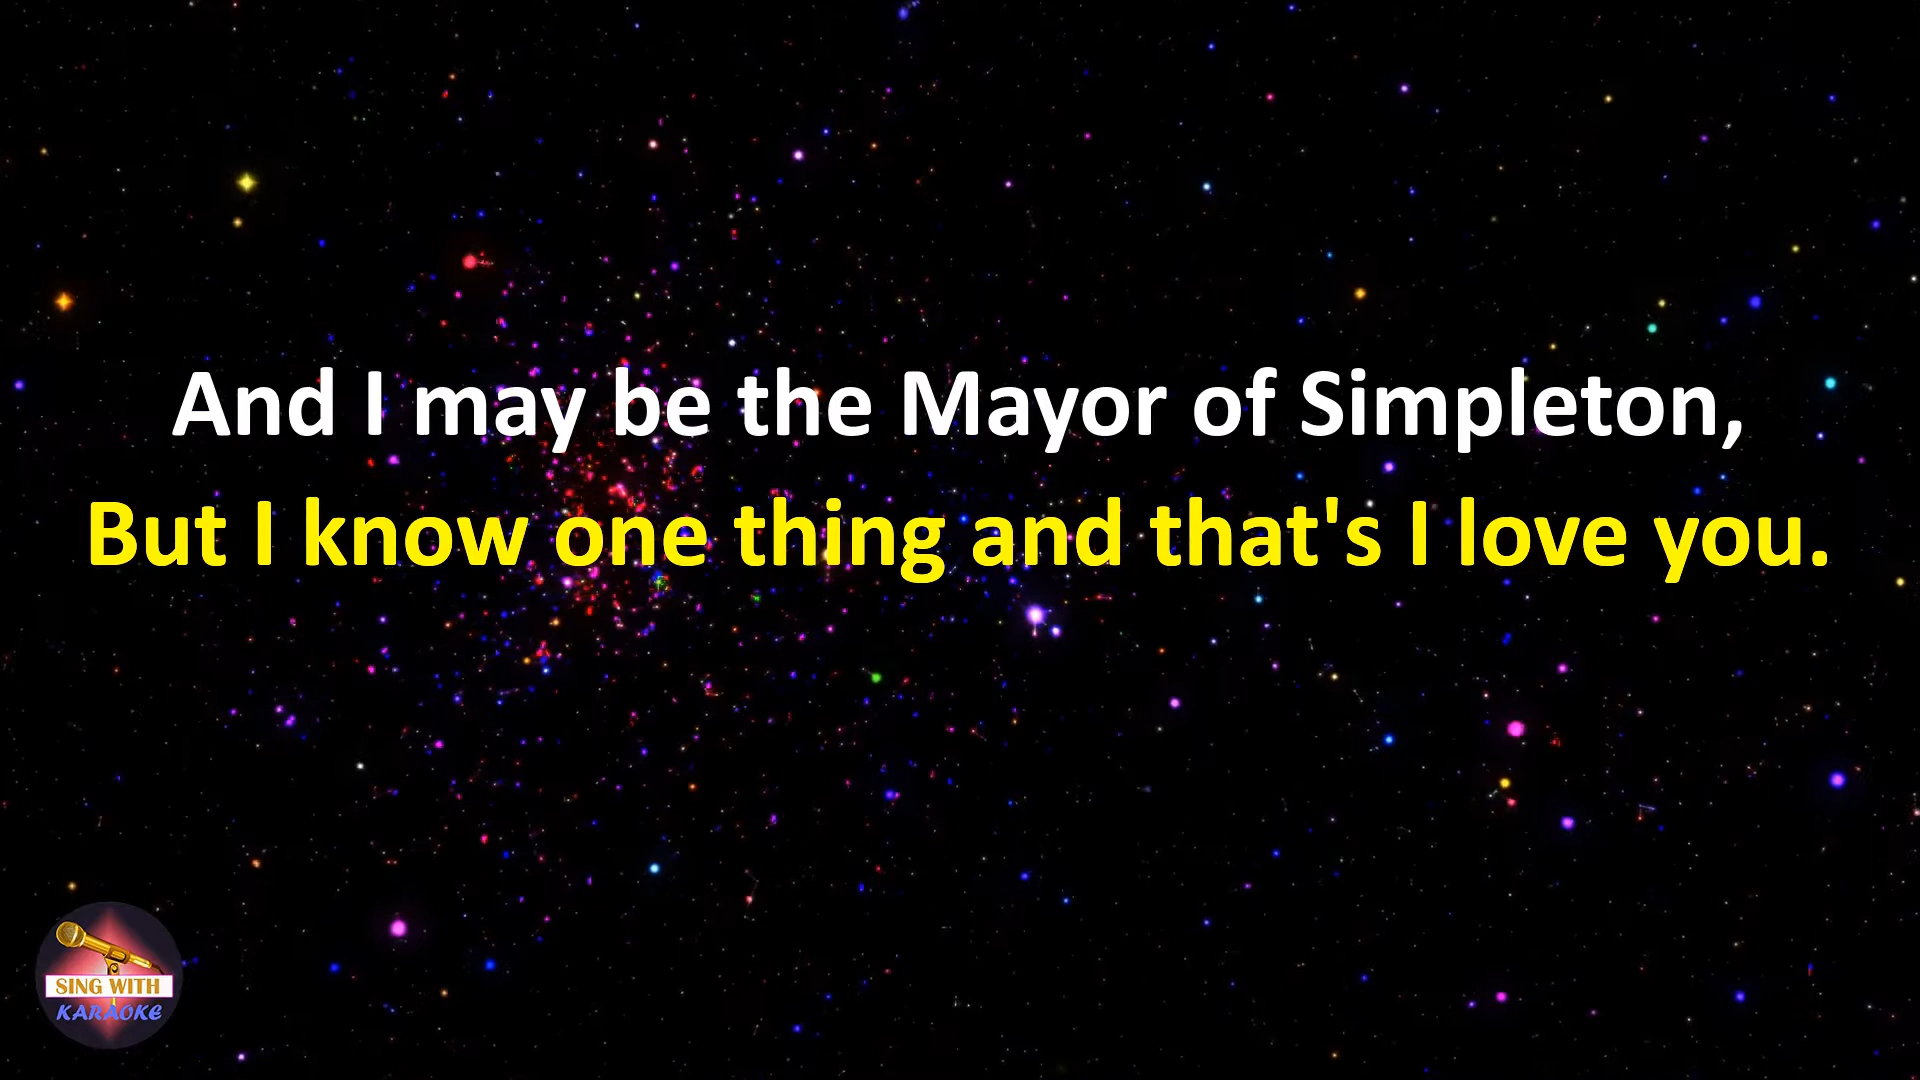 And I may be the Mayor of Simpleton,
But I know one thing and that's I love you.
SING WITH
KARAOKE